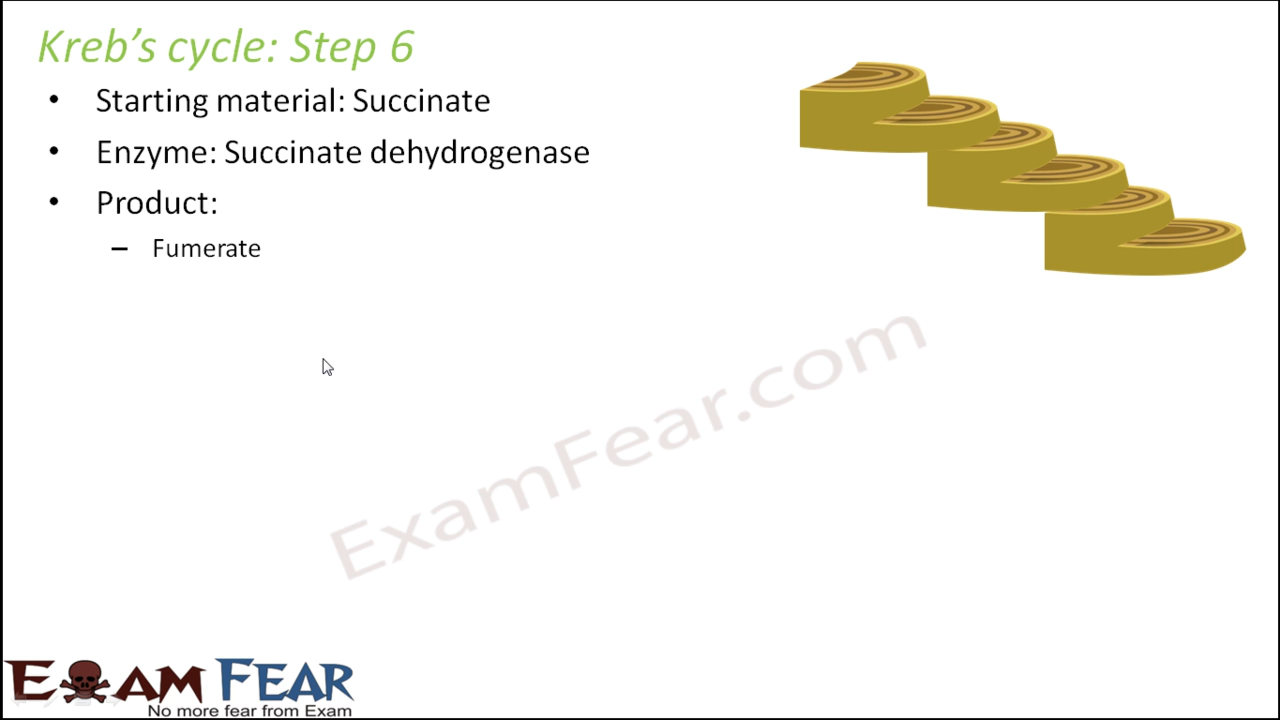 Kreb’s cycle: Step 6
• Starting material: Succinate
• Enzyme: Succinate dehydrogenase
• Product:
– Fumerate
ExamFear.com
EXAM FEAR
No more fear from Exam